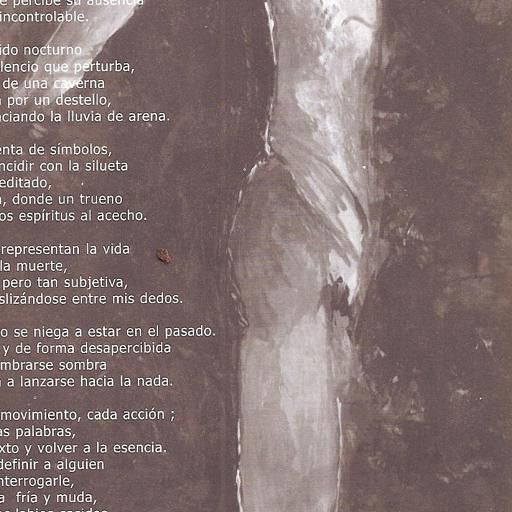 percibe su ausencia
incontrolable.
ido nocturno
lencio que perturba,
de una caverna
por un destello,
ciando la lluvia de arena.
enta de símbolos,
ncidir con la silueta
editado,
, donde un trueno
os espíritus al acecho.
representan la vida
la muerte,
pero tan subjetiva,
slizándose entre mis dedos.
o se niega a estar en el pasado.
y de forma desapercibida
mbrarse sombra
a lanzarse hacia la nada.
movimiento, cada acción ;
as palabras,
xto y volver a la esencia.
definir a alguien
nterrogarle,
a fría y muda,